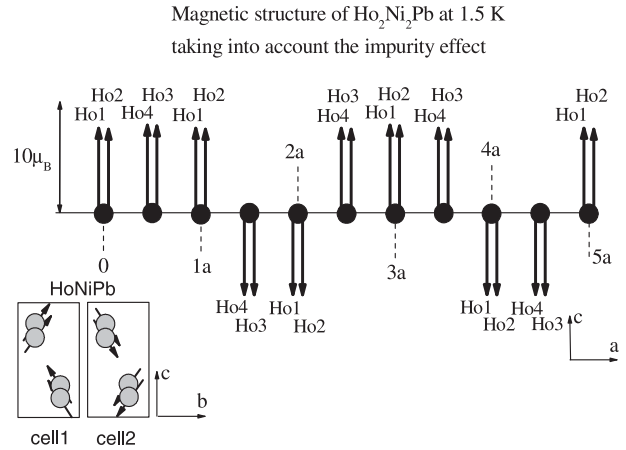 Magnetic structure of Ho2Ni2Pb at 1.5 K
taking into account the impurity effect
Ho2 Ho3 Ho2 Ho3 Ho2 Ho3 Ho2
Ho1 Ho4 Ho1 Ho4 Ho1 Ho4 Ho1
10μB
2a 4a
0 1a 3a 5a
HoNiPb
Ho4 Ho1 Ho1 Ho4
Ho3 Ho2 Ho2 Ho3
c
a
c
b
cell1 cell2